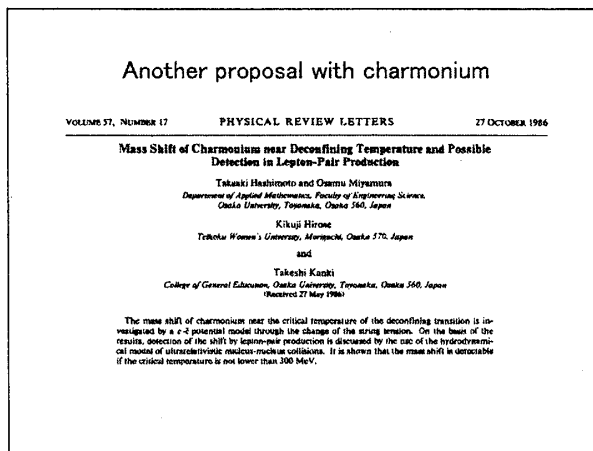 Another proposal with charmonium
VOLUME 57, NUMBER 17 PHYSICAL REVIEW LETTERS 27 OCTOBER 1986
Mass Shift of Charmonium near Deconfining Temperature and Possible
Detection in Lepton-Pair Production
Takaaki Hashimoto and Osamu Miyamura
Department of Applied Mathematics, Faculty of Engineering Science,
Osaka University, Toyonaka, Osaka 560, Japan
Kikuji Hirose
Teikoku Women's University, Moriguchi, Osaka 570, Japan
and
Takeshi Kanki
College of General Education, Osaka University, Toyonaka, Osaka 560, Japan
(Received 27 May 1986)
The mass shift of charmonium near the critical temperature of the deconfining transition is in-
vestigated by a c-c̄ potential model through the change of the string tension. On the basis of the
results, detection of the shift by lepton-pair production is discussed by the use of the hydrodynami-
cal model of ultrarelativistic nucleus-nucleus collisions. It is shown that the mass shift is detectable
if the critical temperature is not lower than 300 MeV.